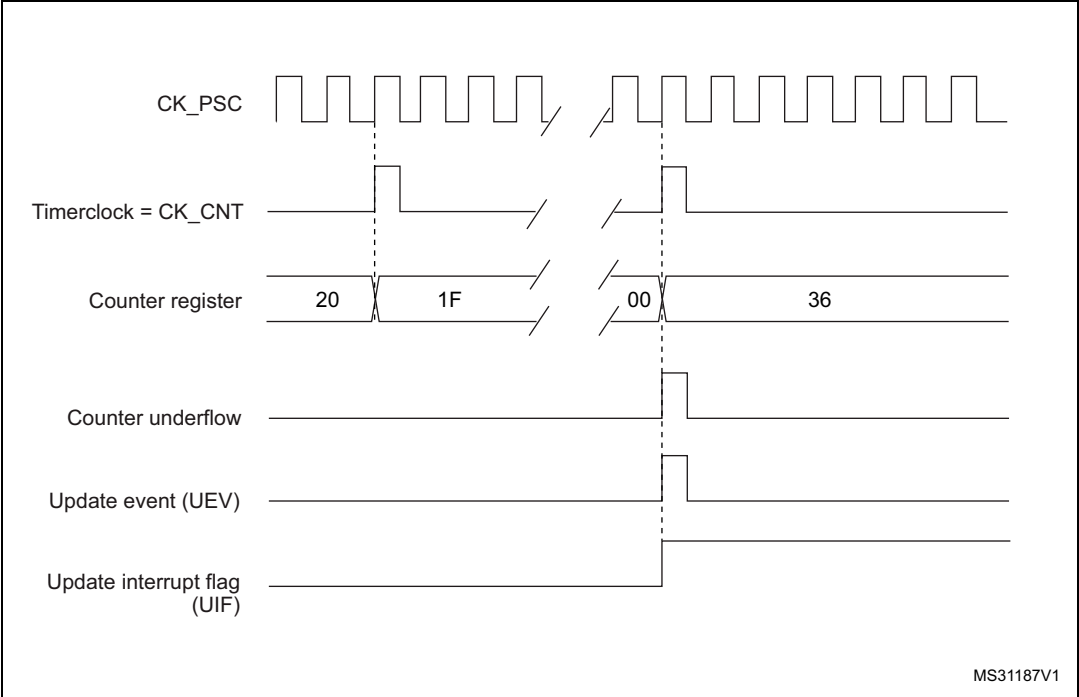 CK_PSC
Timerclock = CK_CNT
Counter register
20
1F
00
36
Counter underflow
Update event (UEV)
Update interrupt flag
(UIF)
MS31187V1